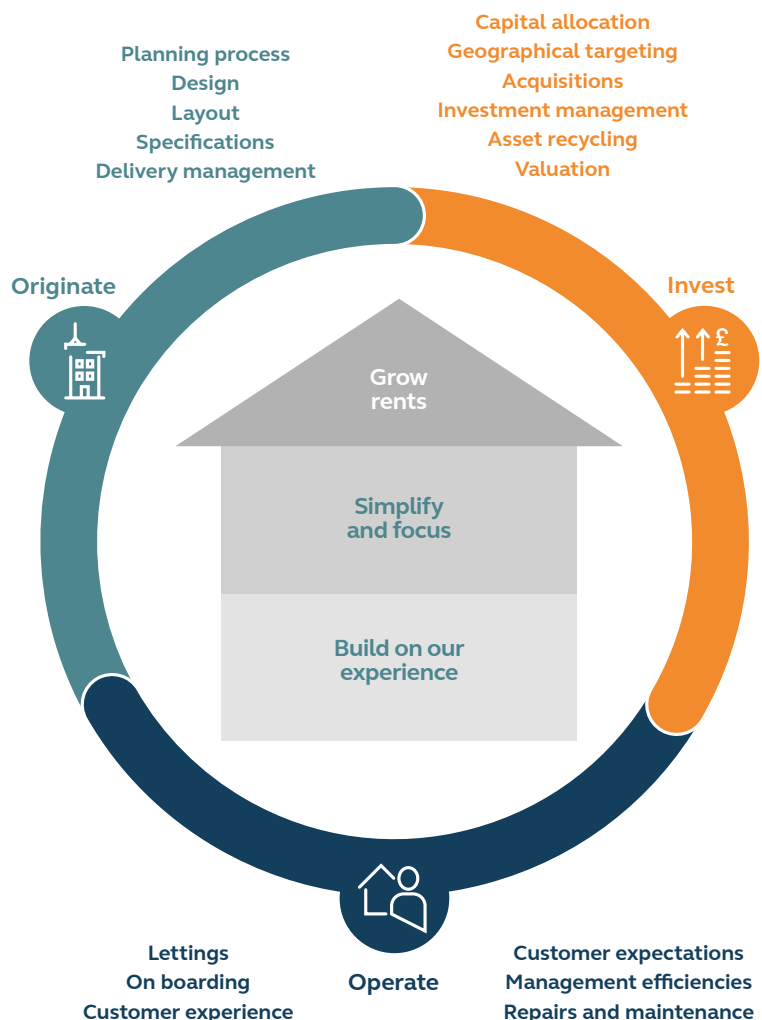 Planning process
Design
Layout
Specifications
Delivery management
Capital allocation
Geographical targeting
Acquisitions
Investment management
Asset recycling
Valuation
Originate
Invest
£
Grow
rents
Simplify
and focus
Build on our
experience
Lettings
On boarding
Customer experience
Operate
Customer expectations
Management efficiencies
Repairs and maintenance